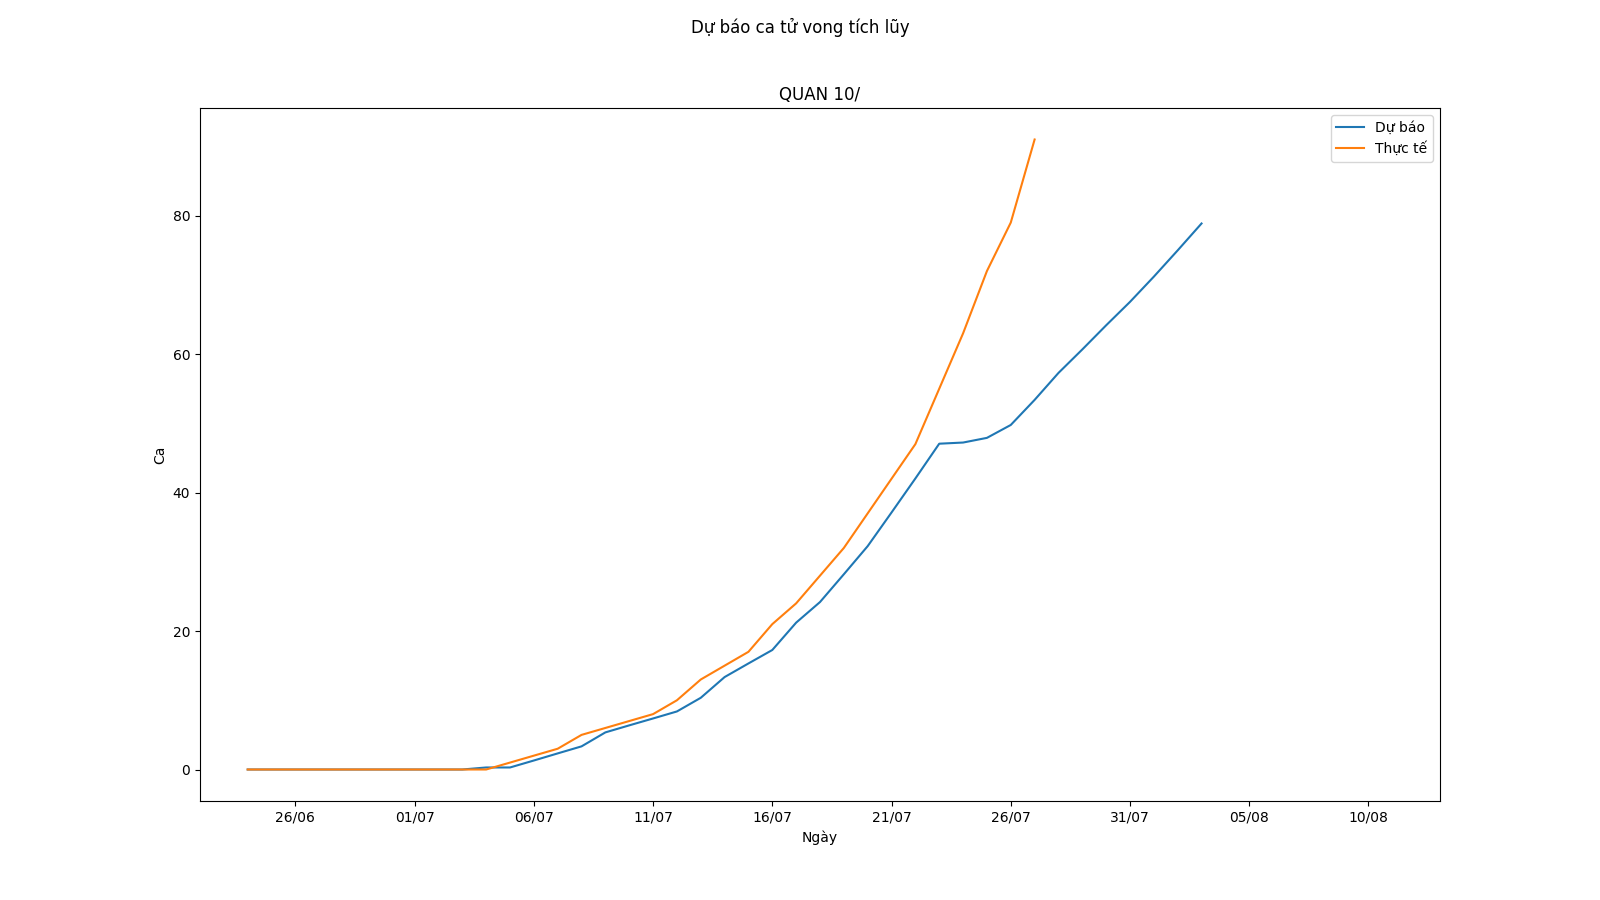 Dự báo ca tử vong tích lũy
QUAN 10/
Dự báo
Thực tế
80
60
40
20
0
Ca
26/06 01/07 06/07 11/07 16/07 21/07 26/07 31/07 05/08 10/08
Ngày